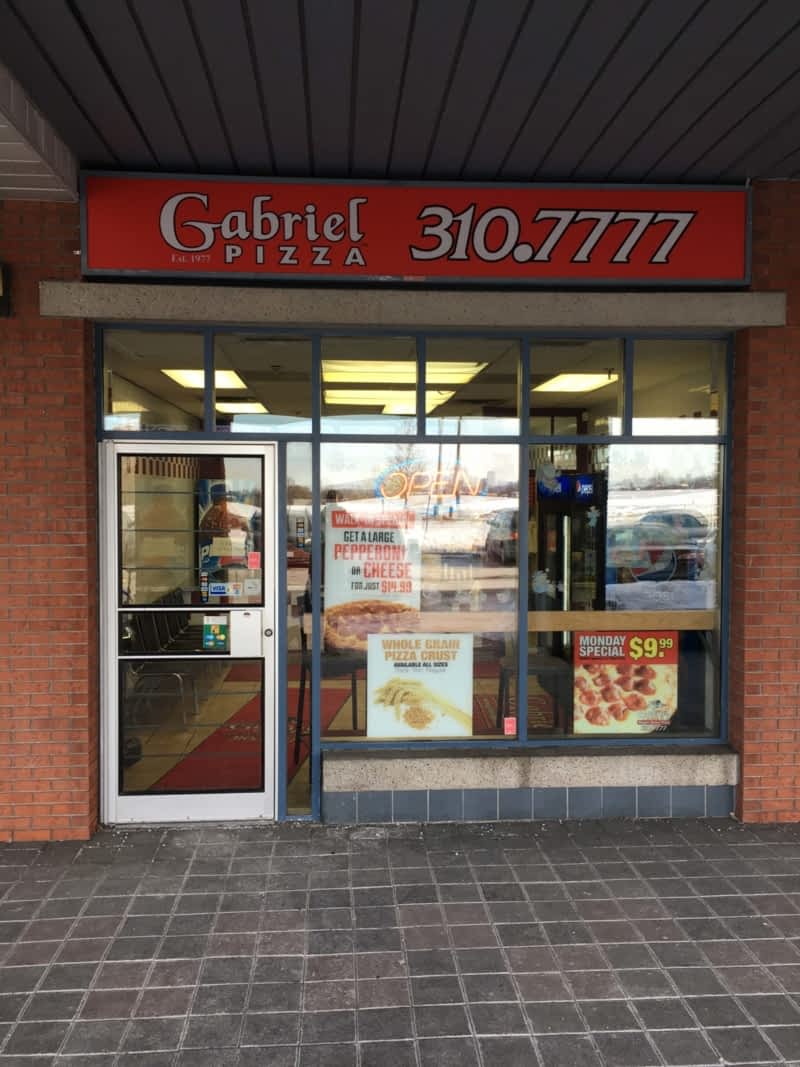 Gabriel
EST. 1977 PIZZA
310.7777
OPEN
GET A LARGE
PEPPERONI
OR CHEESE
FOR JUST $14.99
WHOLE GRAIN
PIZZA CRUST
AVAILABLE ALL SIZES
MONDAY
SPECIAL $9.99
pepsi
VISA